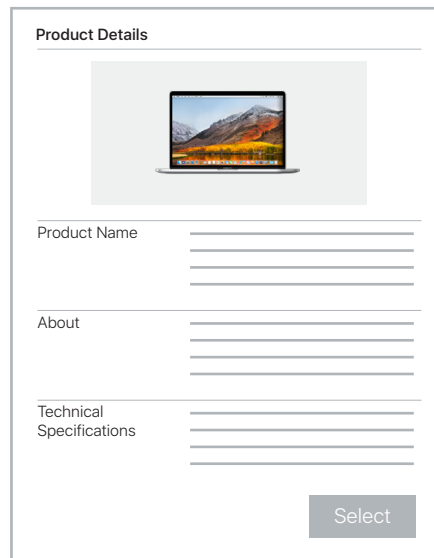 Product Details
Product Name
About
Technical
Specifications
Select